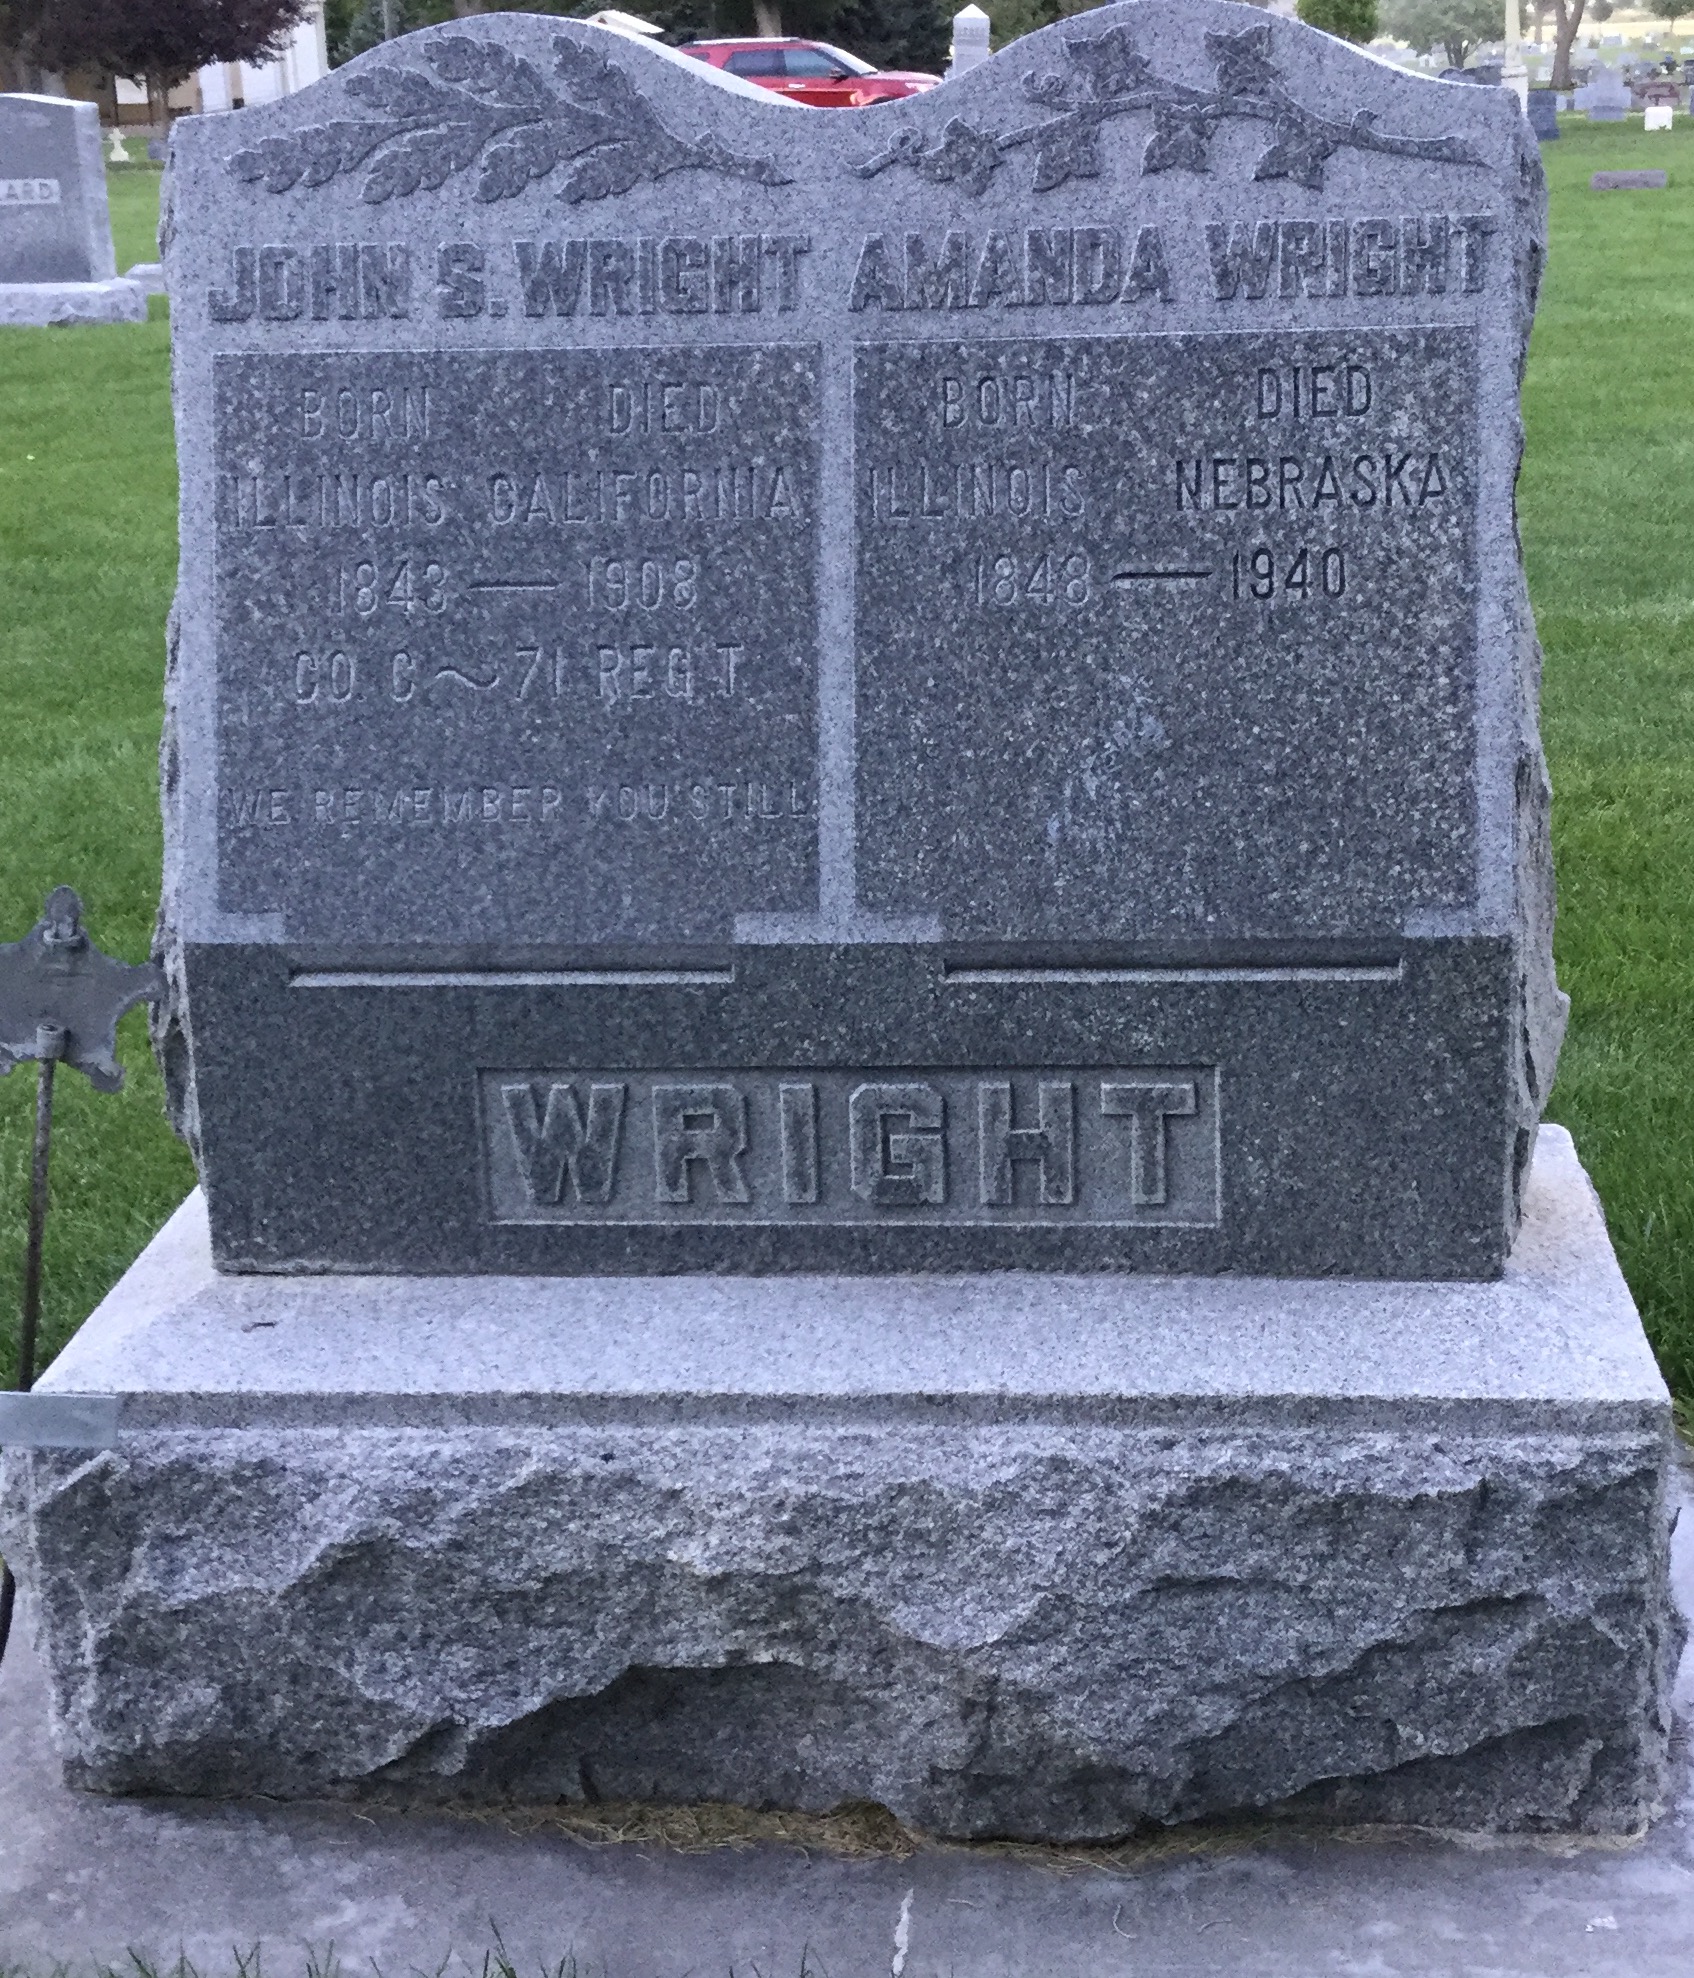 JOHN S. WRIGHT
BORN DIED
ILLINOIS CALIFORNIA
1843 — 1908
CO. C ~ 71 REG'T
WE REMEMBER YOU STILL
AMANDA WRIGHT
BORN DIED
ILLINOIS NEBRASKA
1848 — 1940
WRIGHT
ARD